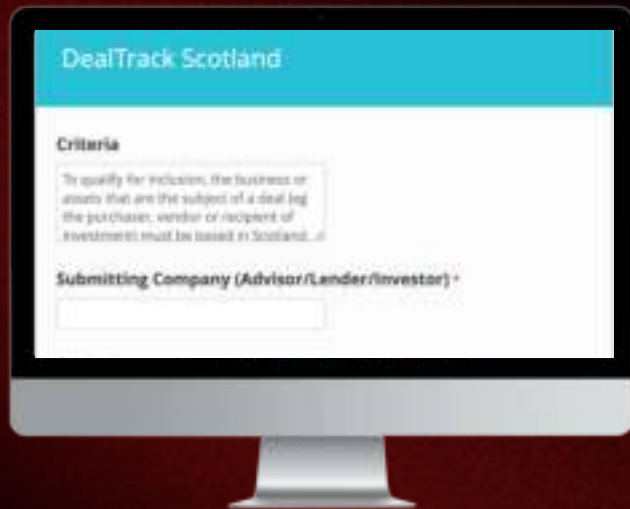 DealTrack Scotland
Criteria
To qualify for inclusion, the business or
assets that are the subject of a deal (eg
the purchaser, vendor or recipient of
investment) must be based in Scotland.
Submitting Company (Advisor/Lender/Investor) *